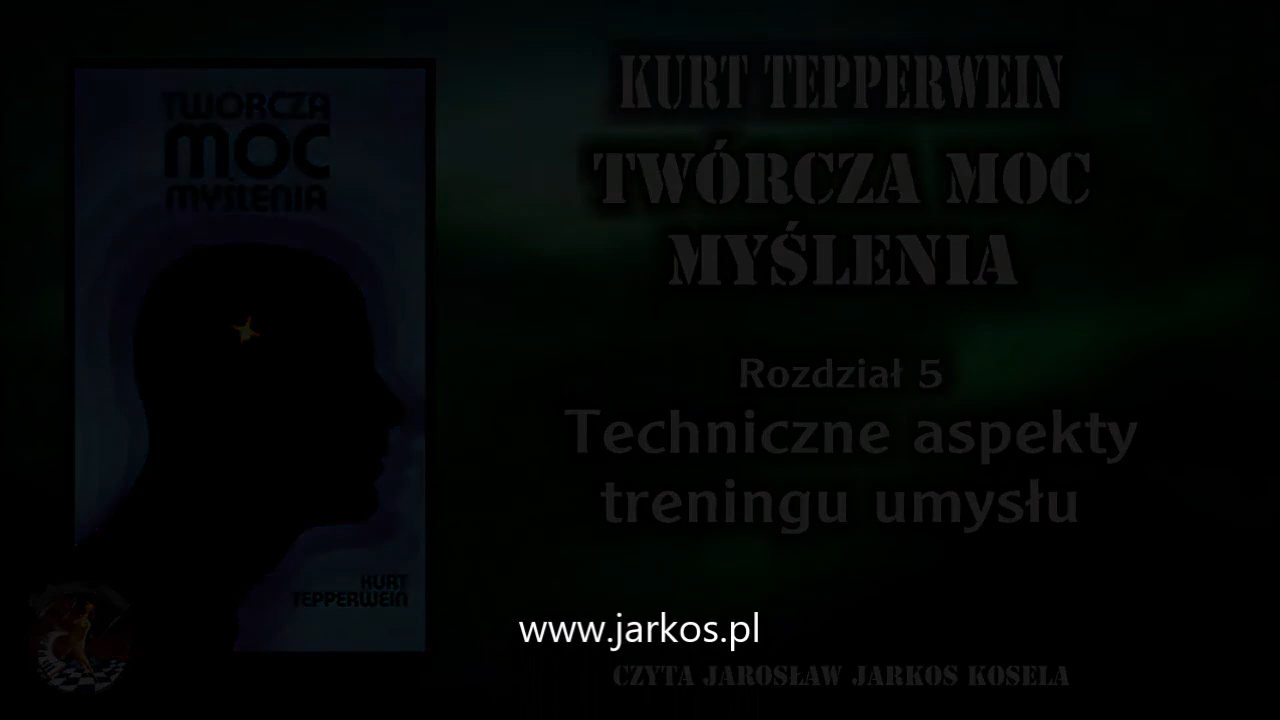 TWÓRCZA
MOC
MYŚLENIA
KURT
TEPPERWEIN
KURT TEPPERWEIN
TWÓRCZA MOC
MYŚLENIA
Rozdział 5
Techniczne aspekty
treningu umysłu
www.jarkos.pl
CZYTA JAROSŁAW JARKOS KOSELA